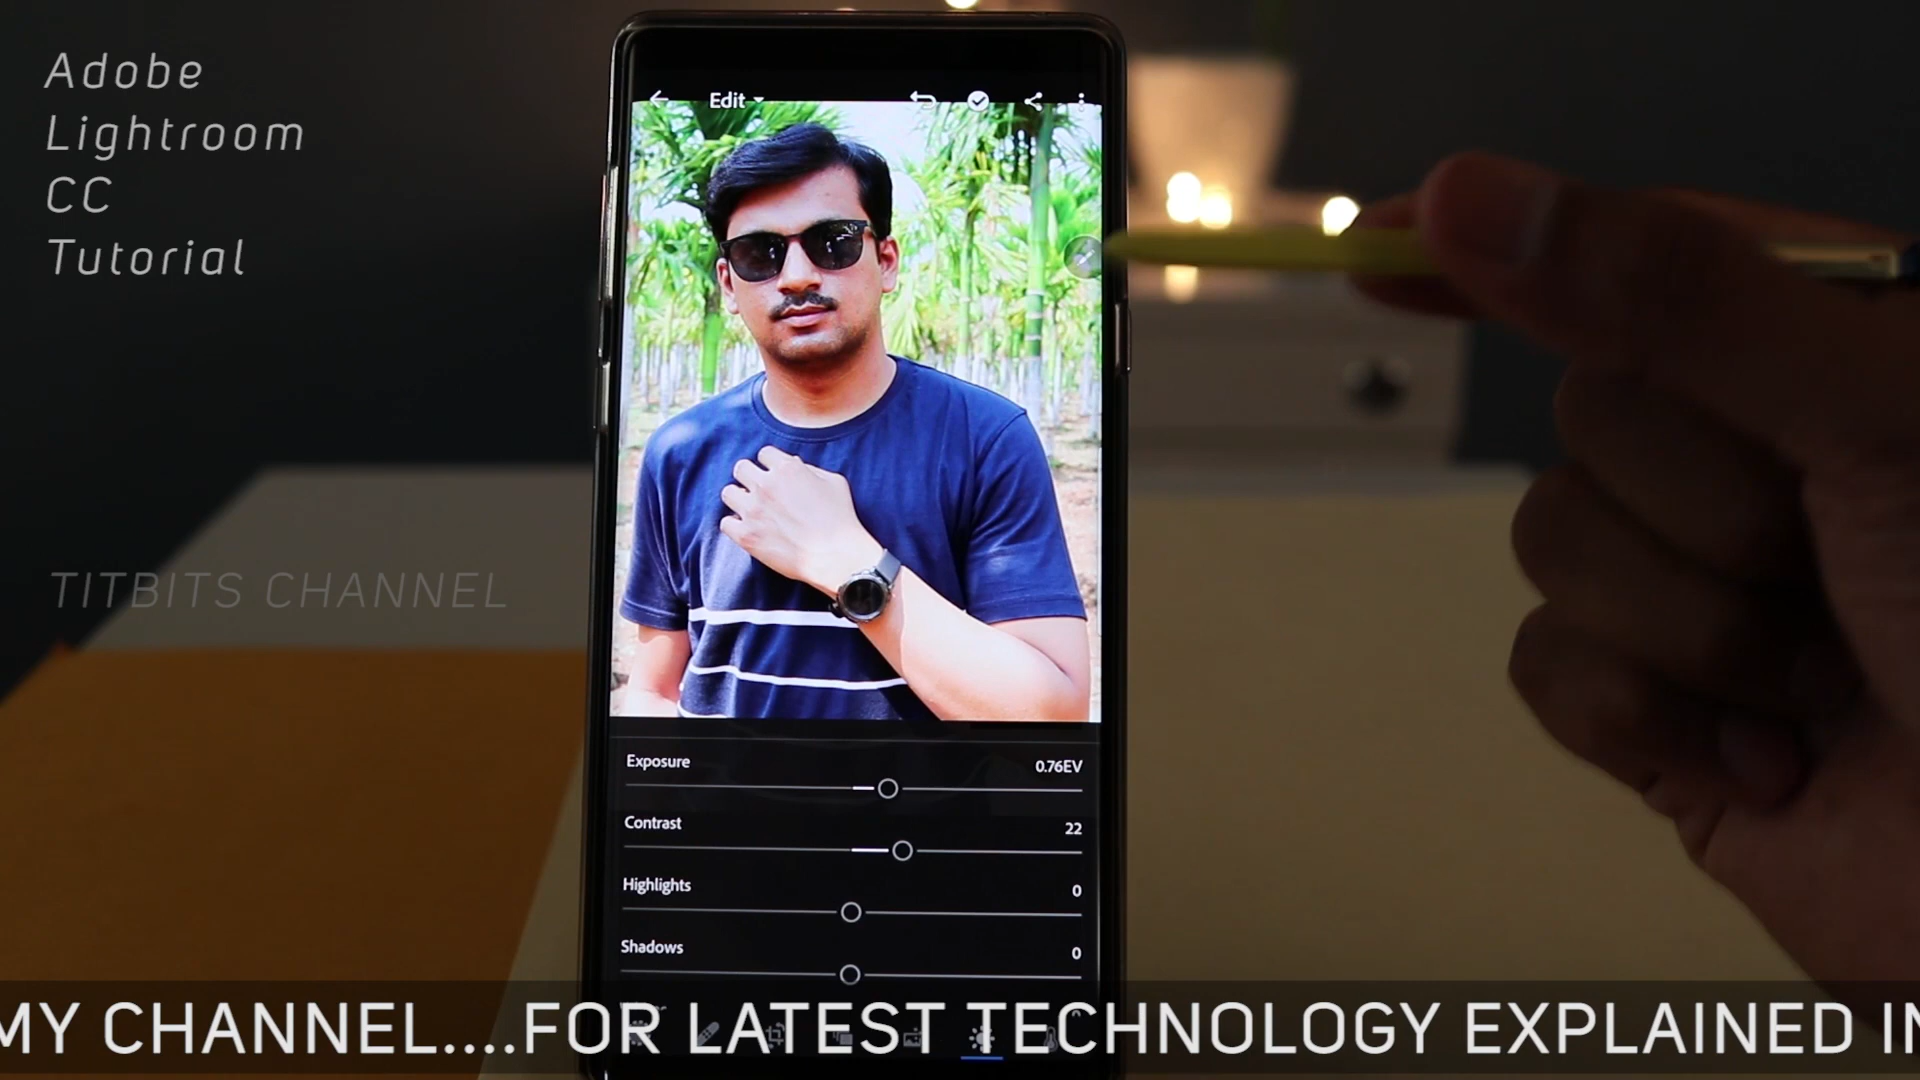 Adobe
Lightroom
CC
Tutorial
TITBITS CHANNEL
Edit
Exposure 0.76EV
Contrast 22
Highlights 0
Shadows 0
MY CHANNEL....FOR LATEST TECHNOLOGY EXPLAINED IN